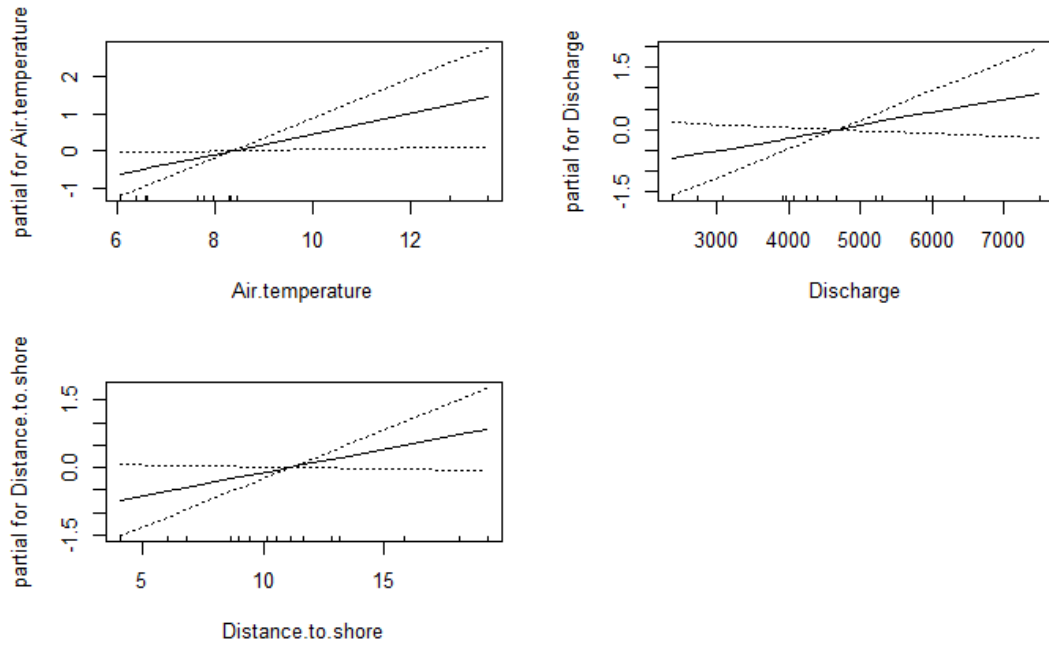 partial for Air.temperature
2
1
0
-1
6 8 10 12
Air.temperature
partial for Discharge
1.5
0.0
-1.5
3000 4000 5000 6000 7000
Discharge
partial for Distance.to.shore
1.5
0.0
-1.5
5 10 15
Distance.to.shore